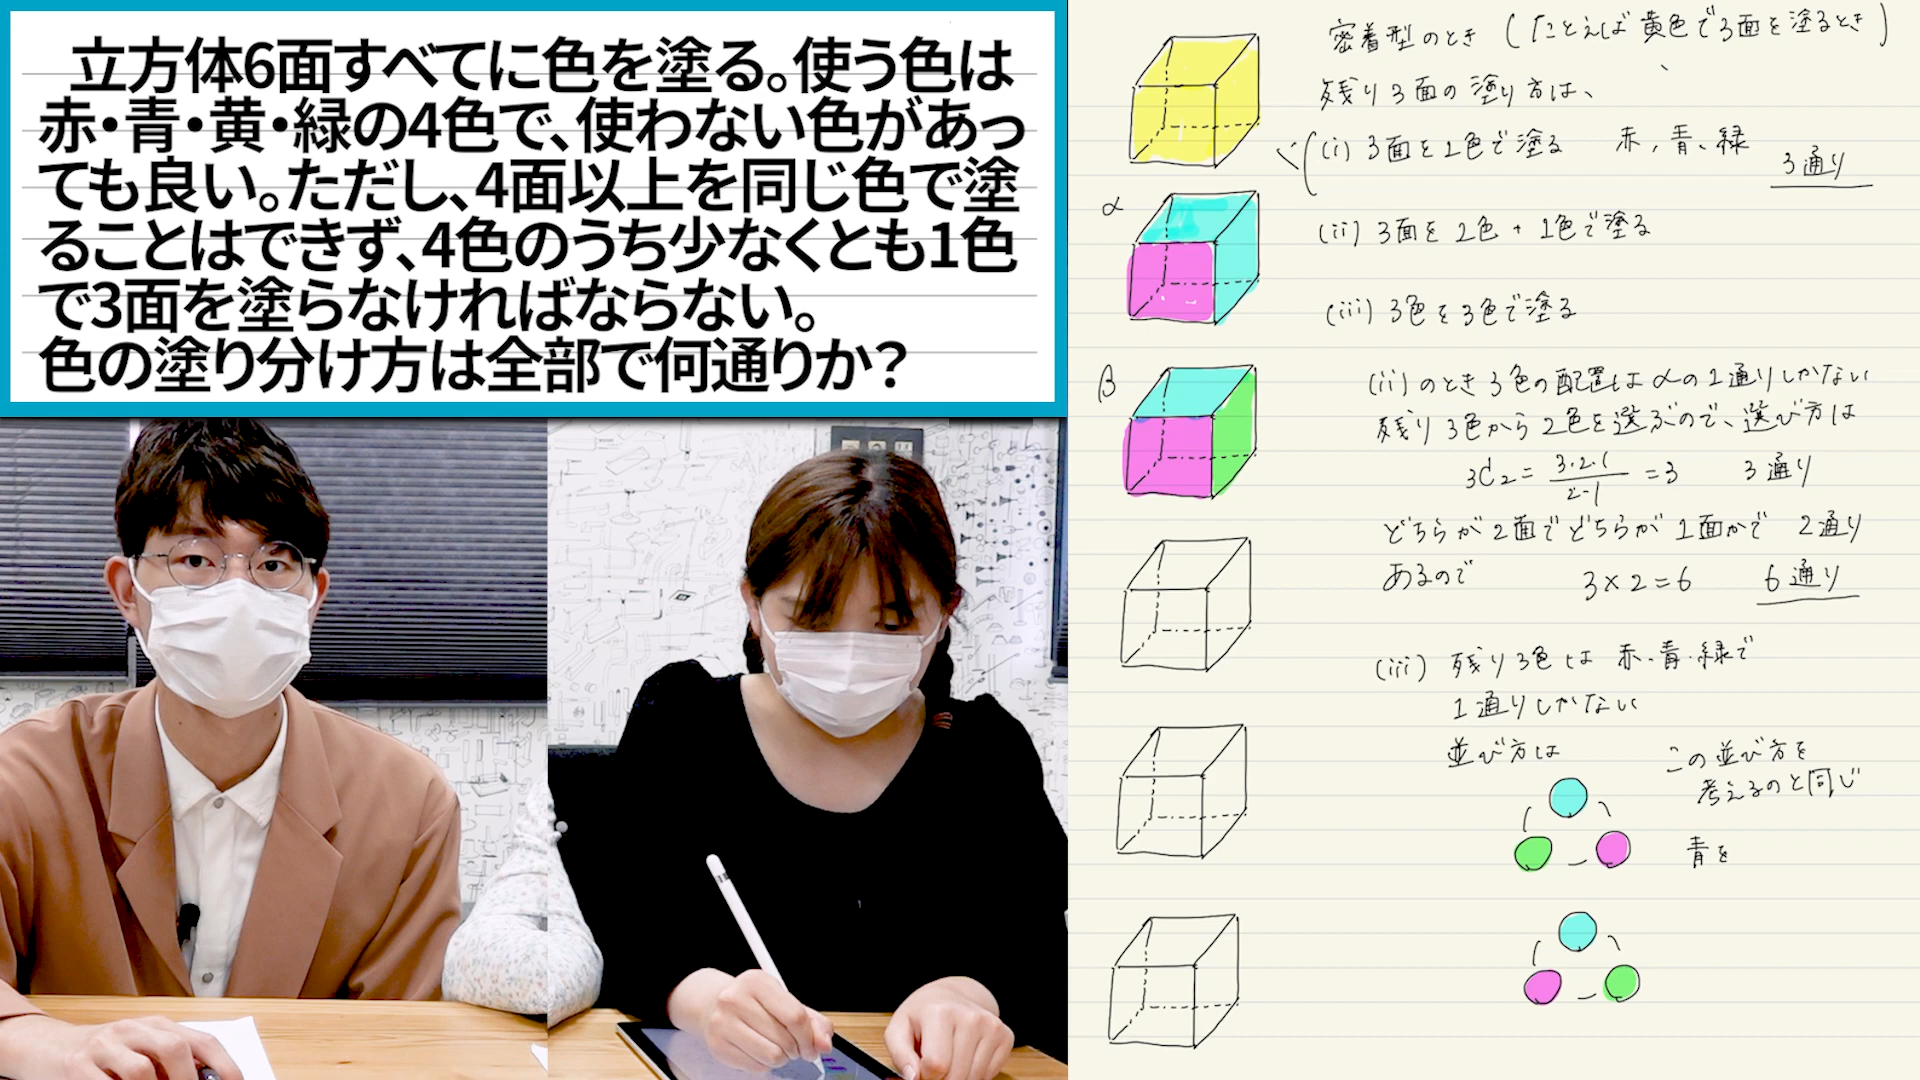 立方体6面すべてに色を塗る。使う色は
赤・青・黄・緑の4色で、使わない色があっ
ても良い。ただし、4面以上を同じ色で塗
ることはできず、4色のうち少なくとも1色
で3面を塗らなければならない。
色の塗り分け方は全部で何通りか?
密着型のとき (たとえば黄色で3面を塗るとき)
残り3面の塗り方は、
(i) 3面を1色で塗る 赤,青、緑 3通り
α
(ii) 3面を2色+1色で塗る
(iii) 3色を3色で塗る
β
(ii)のとき3色の配置はαの1通りしかない
残り3色から2色を選ぶので、選び方は
3C2= 3・2・1/2・1 =3 3通り
どちらが2面でどちらが1面かで 2通り
あるので 3×2=6 6通り
(iii) 残り3色は 赤・青・緑で
1通りしかない
並び方は この並び方を
考えるのと同じ
青を